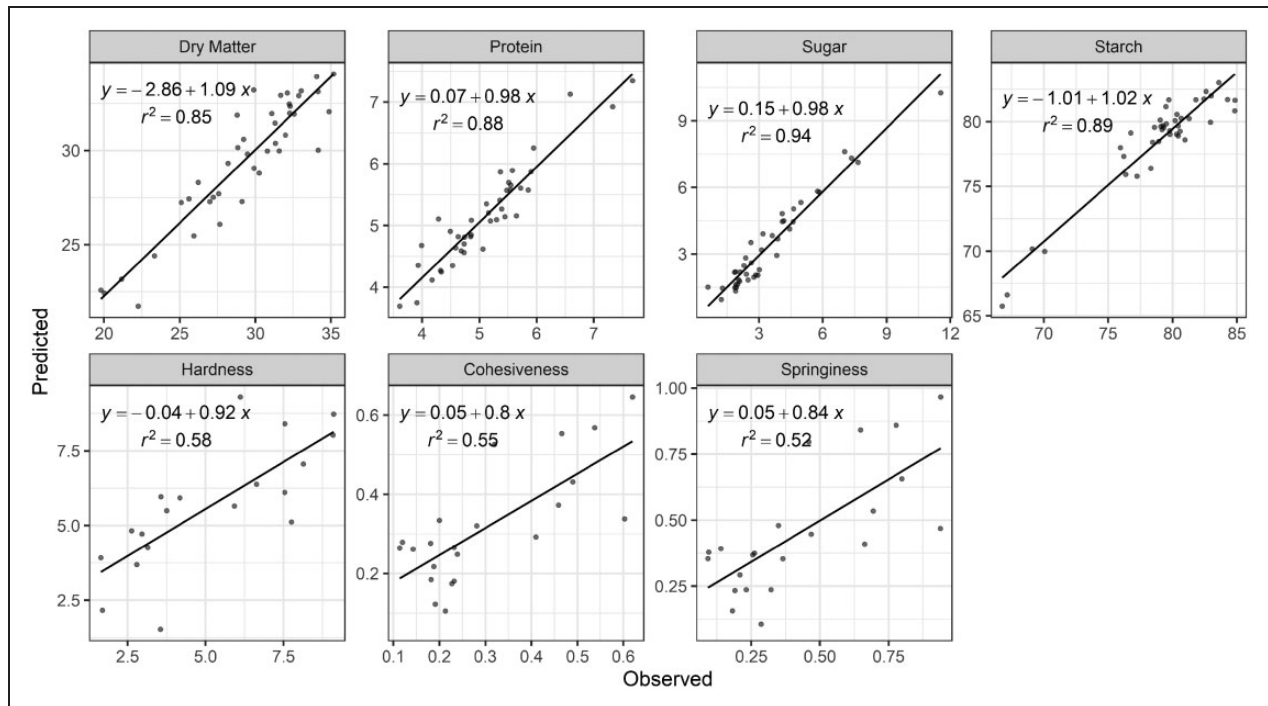 Dry Matter
Protein
Sugar
Starch
y = −2.86 + 1.09 x
r² = 0.85
y = 0.07 + 0.98 x
r² = 0.88
y = 0.15 + 0.98 x
r² = 0.94
y = −1.01 + 1.02 x
r² = 0.89
30
25
7
6
5
4
9
6
3
80
75
70
65
20 25 30 35
4 5 6 7
0 3 6 9 12
70 75 80 85
Predicted
Hardness
Cohesiveness
Springiness
y = −0.04 + 0.92 x
r² = 0.58
y = 0.05 + 0.8 x
r² = 0.55
y = 0.05 + 0.84 x
r² = 0.52
7.5
5.0
2.5
0.6
0.4
0.2
1.00
0.75
0.50
0.25
2.5 5.0 7.5
0.1 0.2 0.3 0.4 0.5 0.6
0.25 0.50 0.75
Observed